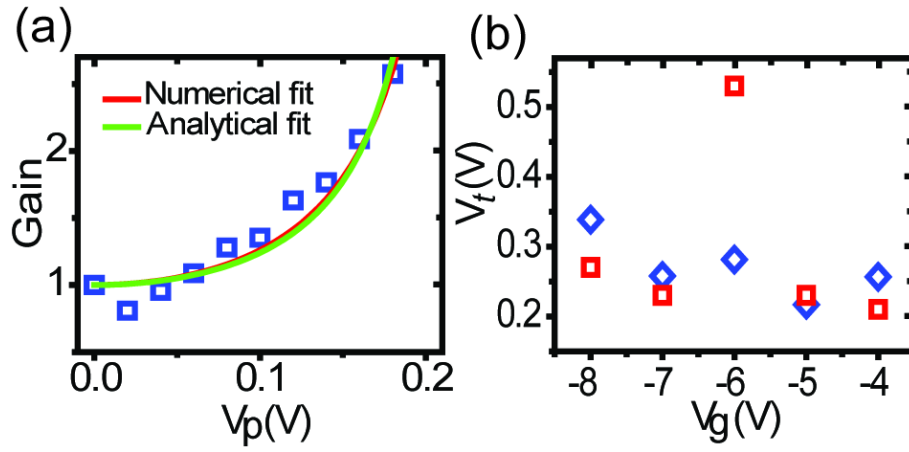 (a)
Numerical fit
Analytical fit
Gain
2
1
0.0
0.1
0.2
Vp(V)
(b)
Vt(V)
0.5
0.4
0.3
0.2
-8
-7
-6
-5
-4
Vg(V)